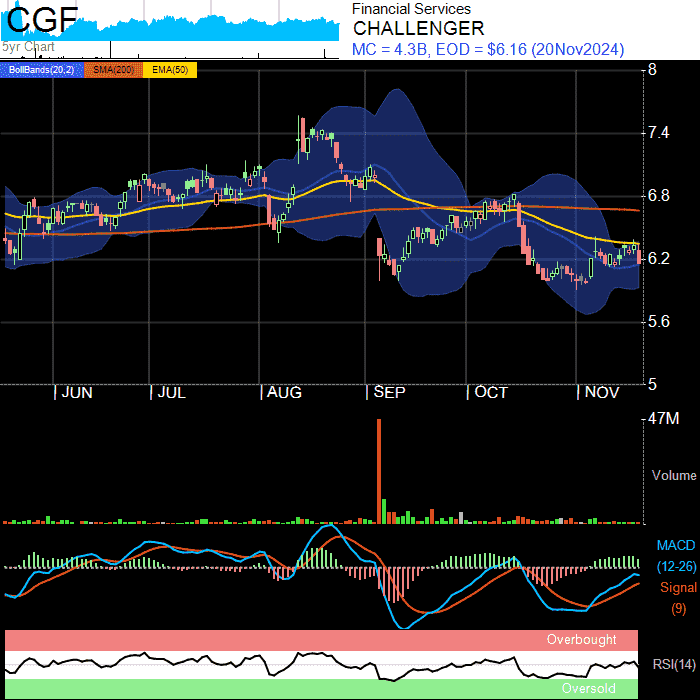 CGF
5yr Chart
Financial Services
CHALLENGER
MC = 4.3B, EOD = $6.16 (20Nov2024)
BollBands(20,2) SMA(200) EMA(50)
8
7.4
6.8
6.2
5.6
5
| JUN | JUL | AUG | SEP | OCT | NOV
47M
Volume
MACD
(12-26)
Signal
(9)
Overbought
RSI(14)
Oversold